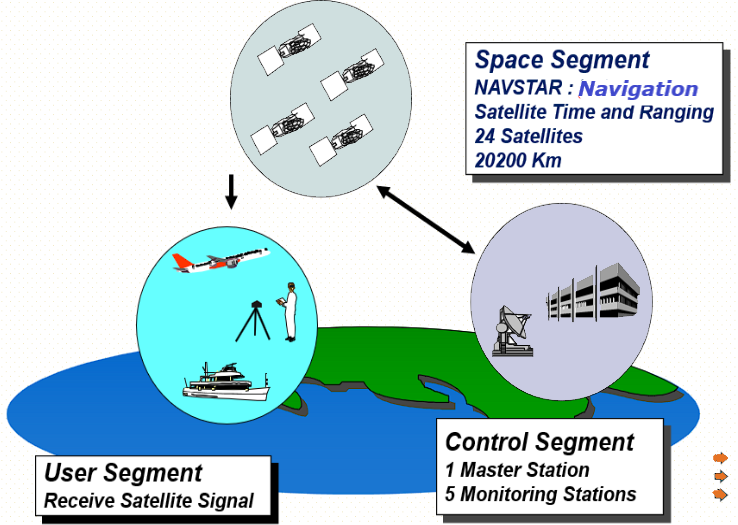 Space Segment
NAVSTAR : Navigation
Satellite Time and Ranging
24 Satellites
20200 Km
User Segment
Receive Satellite Signal
Control Segment
1 Master Station
5 Monitoring Stations